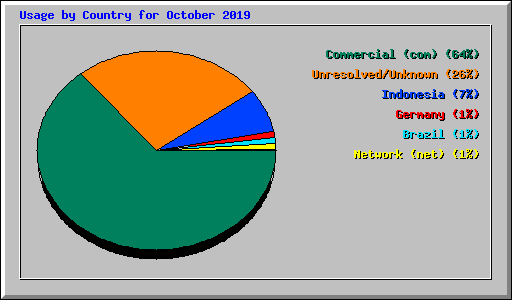 Usage by Country for October 2019
Commercial (com) (64%)
Unresolved/Unknown (26%)
Indonesia (7%)
Germany (1%)
Brazil (1%)
Network (net) (1%)